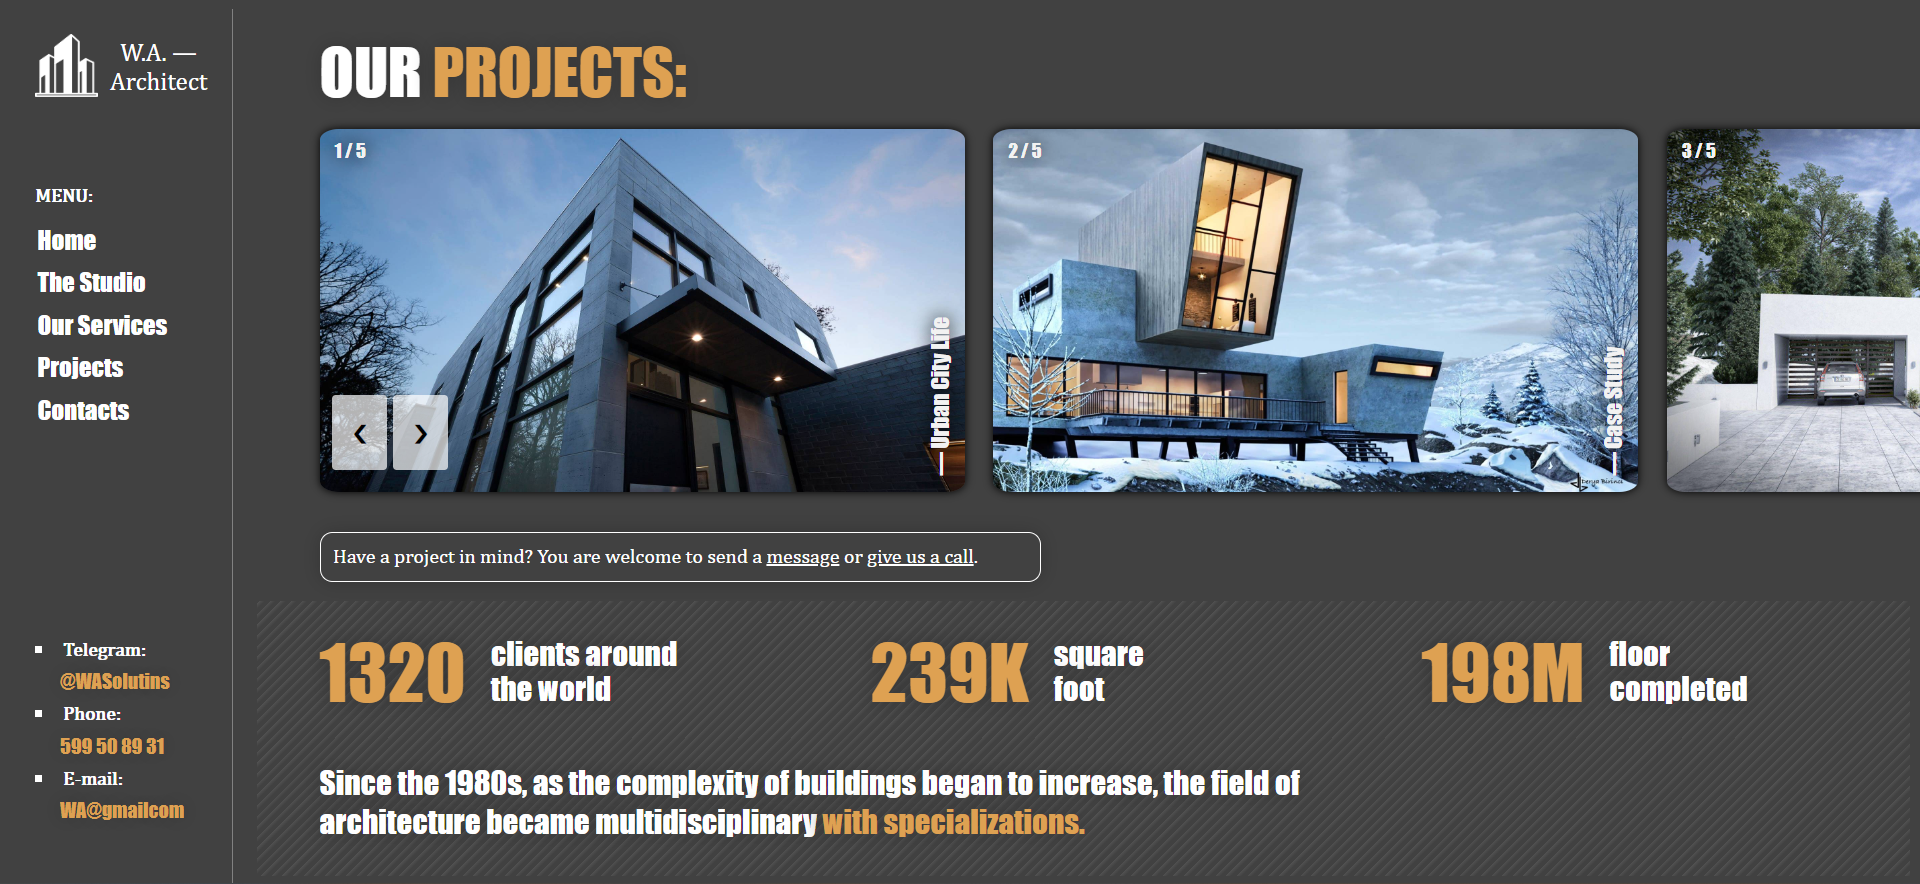 W.A. —
Architect
MENU:
Home
The Studio
Our Services
Projects
Contacts
Telegram:
@WASolutins
Phone:
599 50 89 31
E-mail:
WA@gmailcom
OUR PROJECTS:
1 / 5
— Urban City Life
2 / 5
— Case Study
3 / 5
Have a project in mind? You are welcome to send a message or give us a call.
1320
clients around
the world
239K
square
foot
198M
floor
completed
Since the 1980s, as the complexity of buildings began to increase, the field of
architecture became multidisciplinary with specializations.